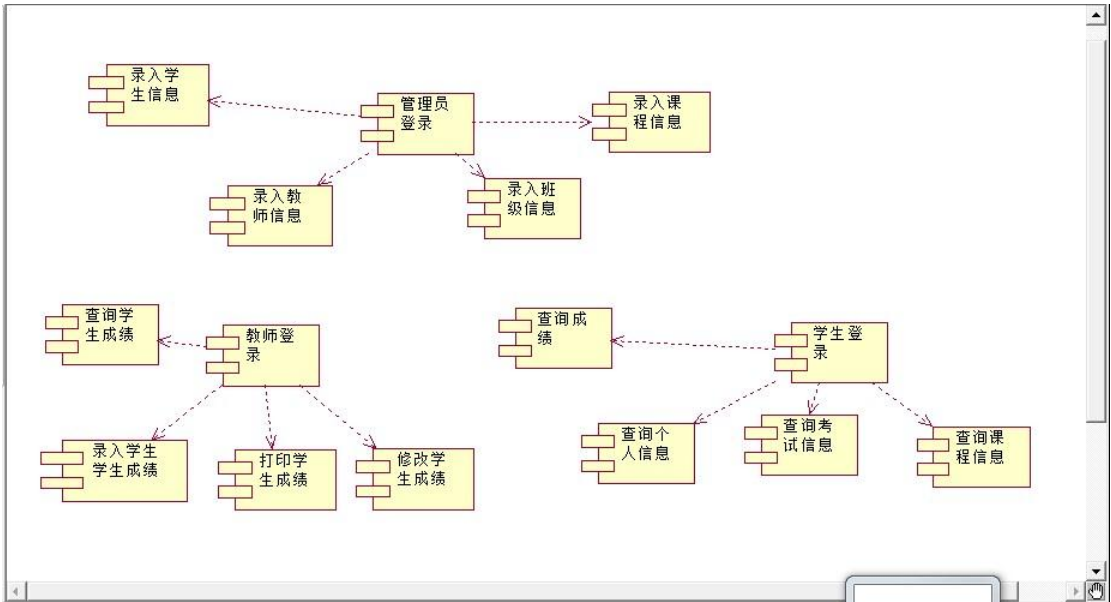 录入学
生信息
管理员
登录
录入课
程信息
录入教
师信息
录入班
级信息
查询学
生成绩
教师登
录
查询成
绩
学生登
录
录入学生
学生成绩
打印学
生成绩
修改学
生成绩
查询个
人信息
查询考
试信息
查询课
程信息